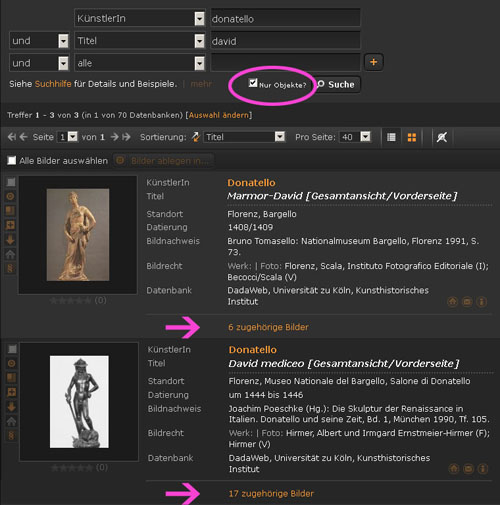 KünstlerIn donatello
und Titel david
und alle +
Siehe Suchhilfe für Details und Beispiele. | mehr Nur Objekte? Suche
Treffer 1 - 3 von 3 (in 1 von 70 Datenbanken) [Auswahl ändern]
Seite 1 von 1 Sortierung: Titel Pro Seite: 40
Alle Bilder auswählen Bilder ablegen in...
KünstlerIn Donatello
Titel Marmor-David [Gesamtansicht/Vorderseite]
Standort Florenz, Bargello
Datierung 1408/1409
Bildnachweis Bruno Tomasello: Nationalmuseum Bargello, Florenz 1991, S.
73.
Bildrecht Werk: | Foto: Florenz, Scala, Instituto Fotografico Editoriale (I);
Becocci/Scala (V)
Datenbank DadaWeb, Universität zu Köln, Kunsthistorisches
Institut
(0)
6 zugehörige Bilder
KünstlerIn Donatello
Titel David mediceo [Gesamtansicht/Vorderseite]
Standort Florenz, Museo Nationale del Bargello, Salone di Donatello
Datierung um 1444 bis 1446
Bildnachweis Joachim Poeschke (Hg.): Die Skulptur der Renaissance in
Italien. Donatello und seine Zeit, Bd. 1, München 1990, Tf. 105.
Bildrecht Werk: | Foto: Hirmer, Albert und Irmgard Ernstmeier-Hirmer (F);
Hirmer (V)
Datenbank DadaWeb, Universität zu Köln, Kunsthistorisches
Institut
(0)
17 zugehörige Bilder